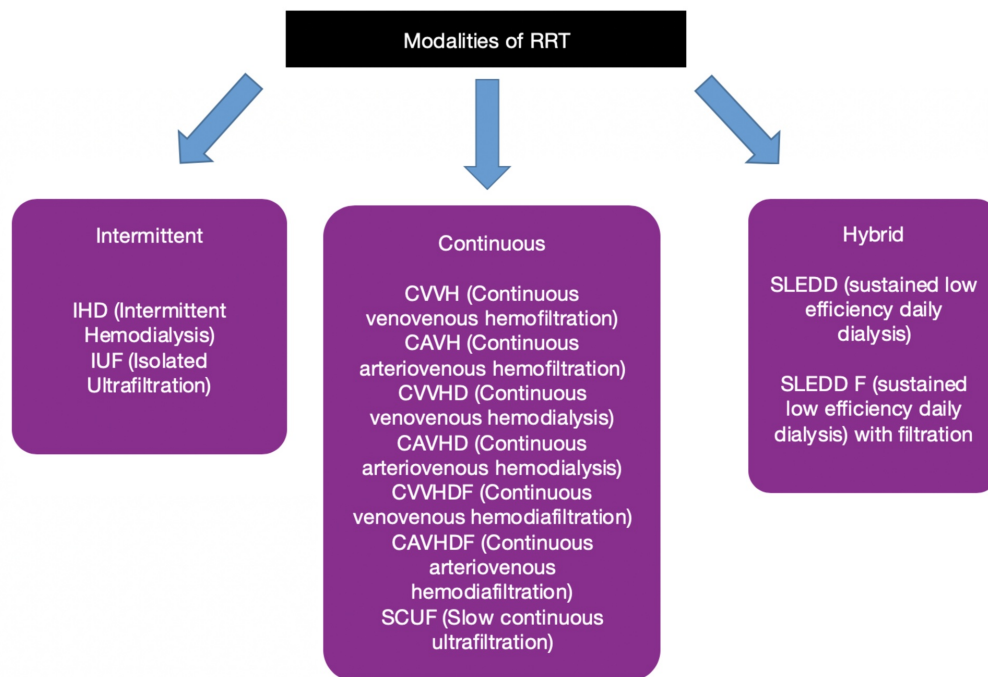 Modalities of RRT
Intermittent
IHD (Intermittent
Hemodialysis)
IUF (Isolated
Ultrafiltration)
Continuous
CVVH (Continuous
venovenous hemofiltration)
CAVH (Continuous
arteriovenous hemofiltration)
CVVHD (Continuous
venovenous hemodialysis)
CAVHD (Continuous
arteriovenous hemodialysis)
CVVHDF (Continuous
venovenous hemodiafiltration)
CAVHDF (Continuous
arteriovenous
hemodiafiltration)
SCUF (Slow continuous
ultrafiltration)
Hybrid
SLEDD (sustained low
efficiency daily
dialysis)
SLEDD F (sustained
low efficiency daily
dialysis) with filtration